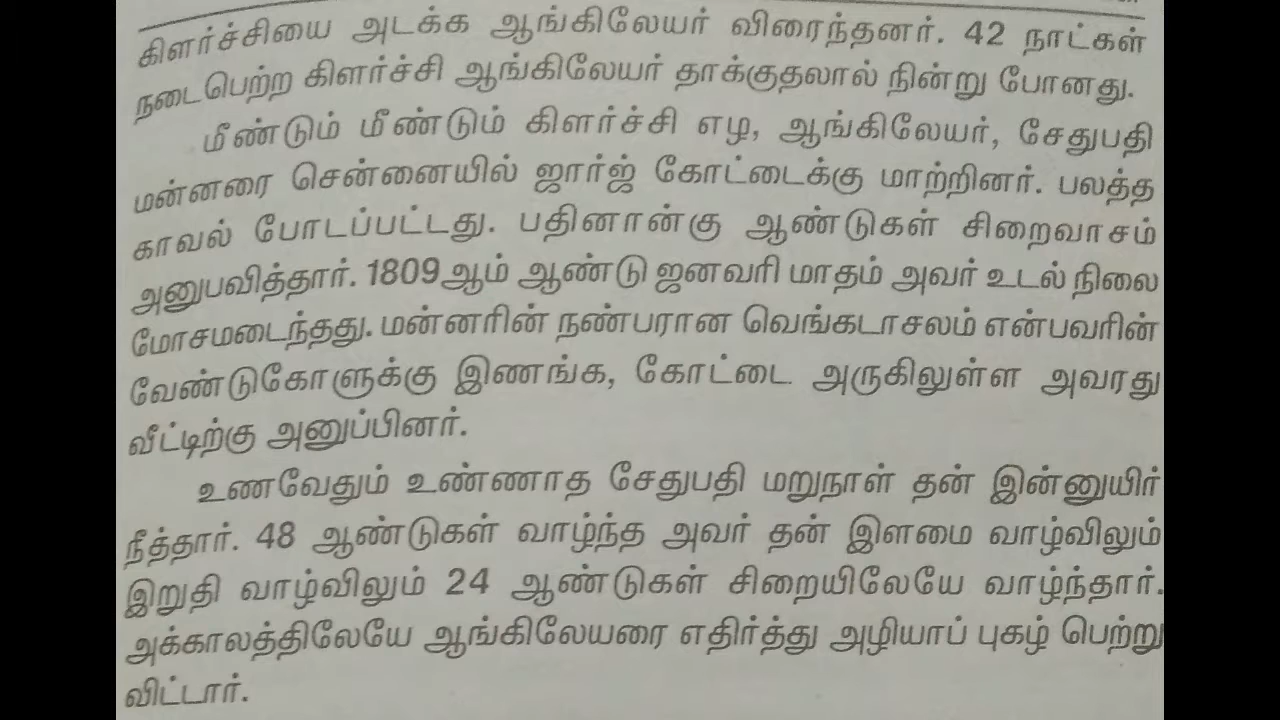 கிளர்ச்சியை அடக்க ஆங்கிலேயர் விரைந்தனர். 42 நாட்கள்
நடைபெற்ற கிளர்ச்சி ஆங்கிலேயர் தாக்குதலால் நின்று போனது.
மீண்டும் மீண்டும் கிளர்ச்சி எழ, ஆங்கிலேயர், சேதுபதி
மன்னரை சென்னையில் ஜார்ஜ் கோட்டைக்கு மாற்றினர். பலத்த
காவல் போடப்பட்டது. பதினான்கு ஆண்டுகள் சிறைவாசம்
அனுபவித்தார். 1809ஆம் ஆண்டு ஜனவரி மாதம் அவர் உடல் நிலை
மோசமடைந்தது. மன்னரின் நண்பரான வெங்கடாசலம் என்பவரின்
வேண்டுகோளுக்கு இணங்க, கோட்டை அருகிலுள்ள அவரது
வீட்டிற்கு அனுப்பினர்.
உணவேதும் உண்ணாத சேதுபதி மறுநாள் தன் இன்னுயிர்
நீத்தார். 48 ஆண்டுகள் வாழ்ந்த அவர் தன் இளமை வாழ்விலும்
இறுதி வாழ்விலும் 24 ஆண்டுகள் சிறையிலேயே வாழ்ந்தார்.
அக்காலத்திலேயே ஆங்கிலேயரை எதிர்த்து அழியாப் புகழ் பெற்று
விட்டார்.